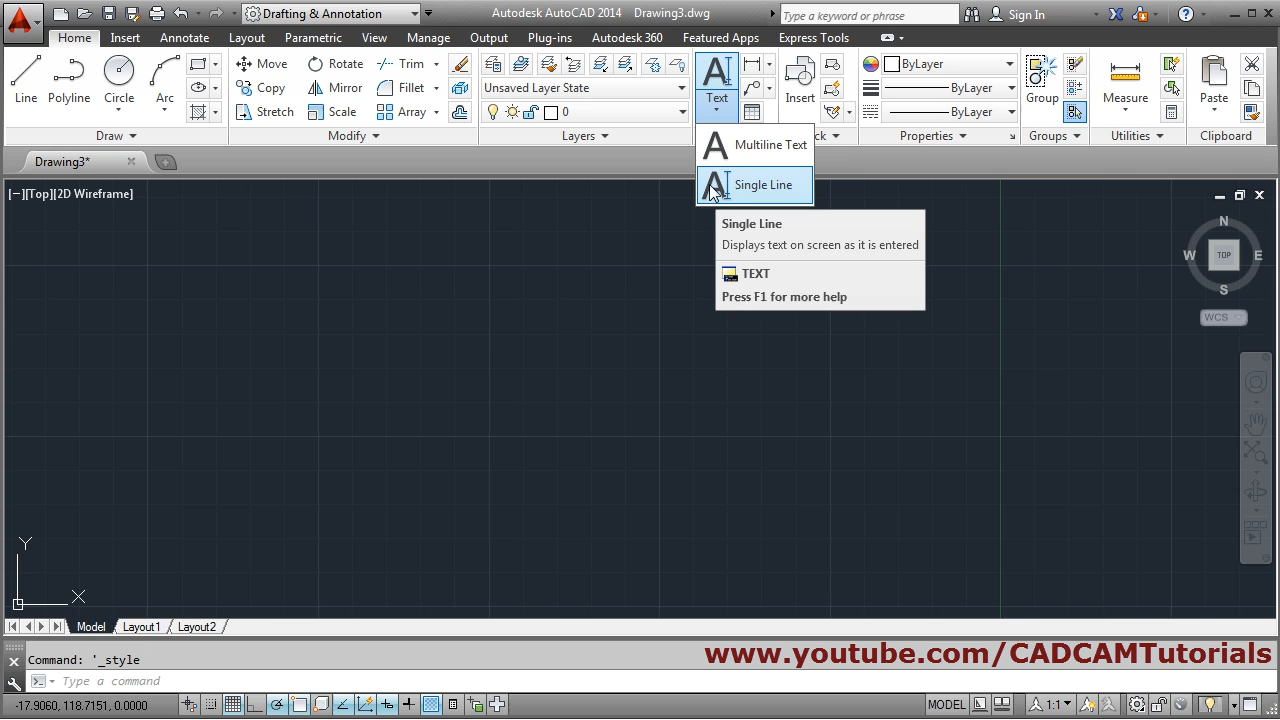 Drafting & Annotation
Autodesk AutoCAD 2014 Drawing3.dwg
Type a keyword or phrase
Sign In
Home Insert Annotate Layout Parametric View Manage Output Plug-ins Autodesk 360 Featured Apps Express Tools
Line
Polyline
Circle
Arc
Draw
Move
Rotate
Trim
Copy
Mirror
Fillet
Stretch
Scale
Array
Modify
Unsaved Layer State
0
Layers
Text
Insert
ByLayer
ByLayer
ByLayer
Properties
Group
Groups
Measure
Utilities
Paste
Clipboard
Drawing3*
Multiline Text
Single Line
[−][Top][2D Wireframe]
Single Line
Displays text on screen as it is entered
TEXT
Press F1 for more help
N
W
TOP
E
S
WCS
Y
X
Model
Layout1
Layout2
Command: '_style
www.youtube.com/CADCAMTutorials
Type a command
-17.9060, 118.7151, 0.0000
MODEL
1:1